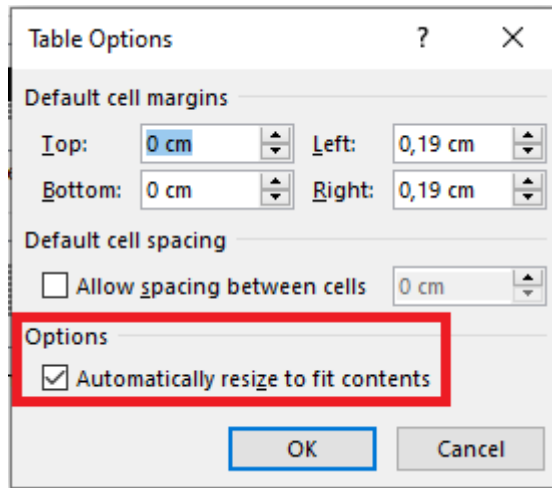 Table Options ? X
Default cell margins
Top: 0 cm Left: 0,19 cm
Bottom: 0 cm Right: 0,19 cm
Default cell spacing
Allow spacing between cells 0 cm
Options
Automatically resize to fit contents
OK Cancel